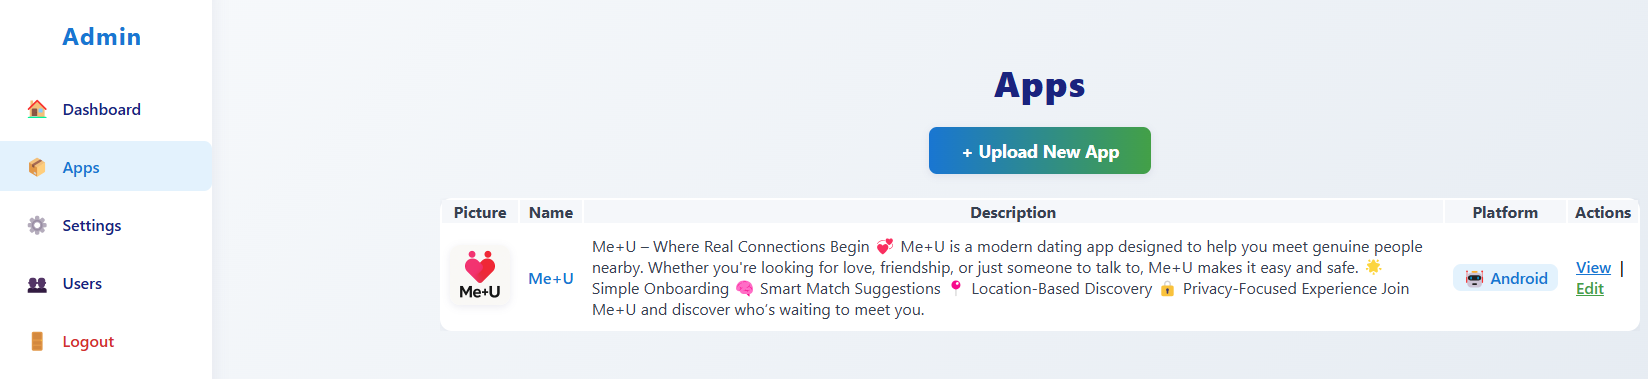 Admin
Dashboard
Apps
Settings
Users
Logout
Apps
+ Upload New App
Picture Name Description Platform Actions
Me+U
Me+U
Me+U – Where Real Connections Begin 💞 Me+U is a modern dating app designed to help you meet genuine people
nearby. Whether you're looking for love, friendship, or just someone to talk to, Me+U makes it easy and safe. 🌟
Simple Onboarding 🧠 Smart Match Suggestions 📍 Location-Based Discovery 🔒 Privacy-Focused Experience Join
Me+U and discover who’s waiting to meet you.
🤖 Android
View |
Edit